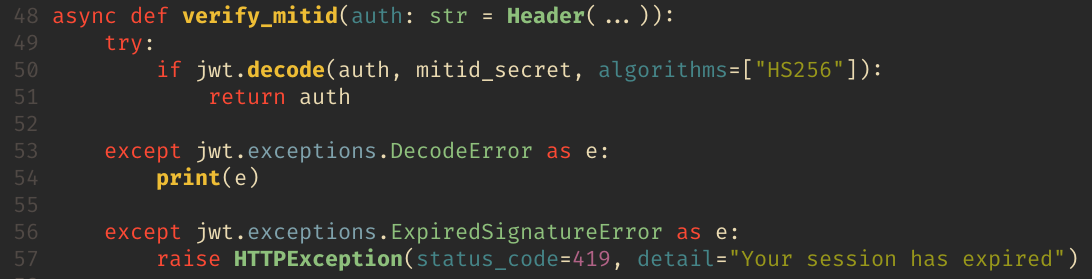 48 async def verify_mitid(auth: str = Header(...)):
49     try:
50         if jwt.decode(auth, mitid_secret, algorithms=["HS256"]):
51             return auth
52
53     except jwt.exceptions.DecodeError as e:
54         print(e)
55
56     except jwt.exceptions.ExpiredSignatureError as e:
57         raise HTTPException(status_code=419, detail="Your session has expired")